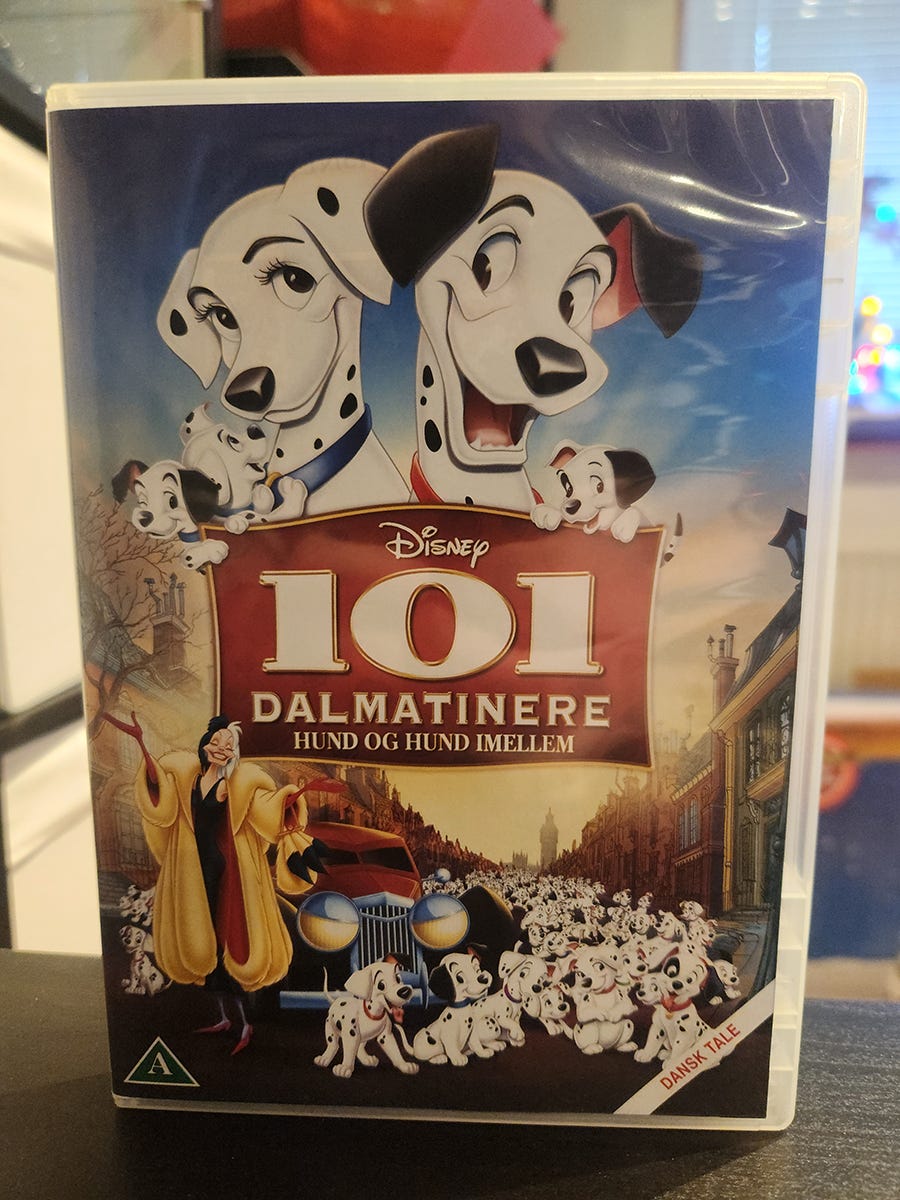 Disney
101
DALMATINERE
HUND OG HUND IMELLEM
A
DANSK TALE